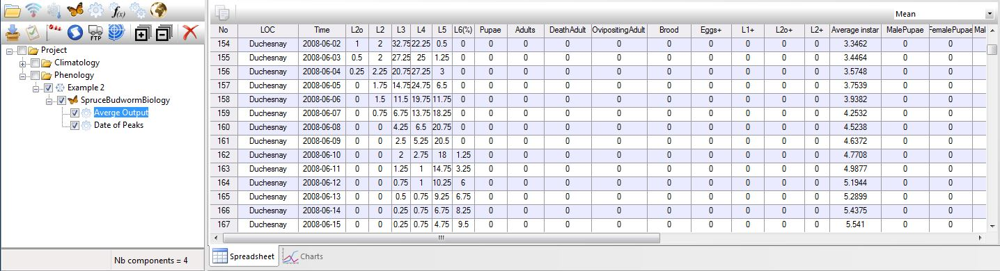 f(x)
FTP
Project
Climatology
Phenology
Example 2
SpruceBudwormBiology
Averge Output
Date of Peaks
Nb components = 4
Mean
No LOC Time L2o L2 L3 L4 L5 L6(%) Pupae Adults DeathAdult OvipositingAdult Brood Eggs+ L1+ L2o+ L2+ Average instar MalePupae FemalePupae Mal
154 Duchesnay 2008-06-02 1 2 32.75 22.25 0.5 0 0 0 0 0 0 0 0 0 0 3.3462 0 0
155 Duchesnay 2008-06-03 0.5 2 27.25 25 1.25 0 0 0 0 0 0 0 0 0 0 3.4464 0 0
156 Duchesnay 2008-06-04 0.25 2.25 20.75 27.25 3 0 0 0 0 0 0 0 0 0 0 3.5748 0 0
157 Duchesnay 2008-06-05 0 1.75 14.75 24.75 6.5 0 0 0 0 0 0 0 0 0 0 3.7539 0 0
158 Duchesnay 2008-06-06 0 1.5 11.5 19.75 11.75 0 0 0 0 0 0 0 0 0 0 3.9382 0 0
159 Duchesnay 2008-06-07 0 0.75 6.75 13.75 18.25 0 0 0 0 0 0 0 0 0 0 4.2532 0 0
160 Duchesnay 2008-06-08 0 0 4.25 6.5 20.75 0 0 0 0 0 0 0 0 0 0 4.5238 0 0
161 Duchesnay 2008-06-09 0 0 2.5 5.25 20.5 0 0 0 0 0 0 0 0 0 0 4.6372 0 0
162 Duchesnay 2008-06-10 0 0 2 2.75 18 1.25 0 0 0 0 0 0 0 0 0 4.7708 0 0
163 Duchesnay 2008-06-11 0 0 1.25 1 14.75 3.25 0 0 0 0 0 0 0 0 0 4.9877 0 0
164 Duchesnay 2008-06-12 0 0 0.75 1 10.25 6 0 0 0 0 0 0 0 0 0 5.1944 0 0
165 Duchesnay 2008-06-13 0 0 0.5 0.75 9.25 6.75 0 0 0 0 0 0 0 0 0 5.2899 0 0
166 Duchesnay 2008-06-14 0 0 0.25 0.75 6.75 8.25 0 0 0 0 0 0 0 0 0 5.4375 0 0
167 Duchesnay 2008-06-15 0 0 0.25 0.75 4.75 9.5 0 0 0 0 0 0 0 0 0 5.541 0 0
Spreadsheet Charts